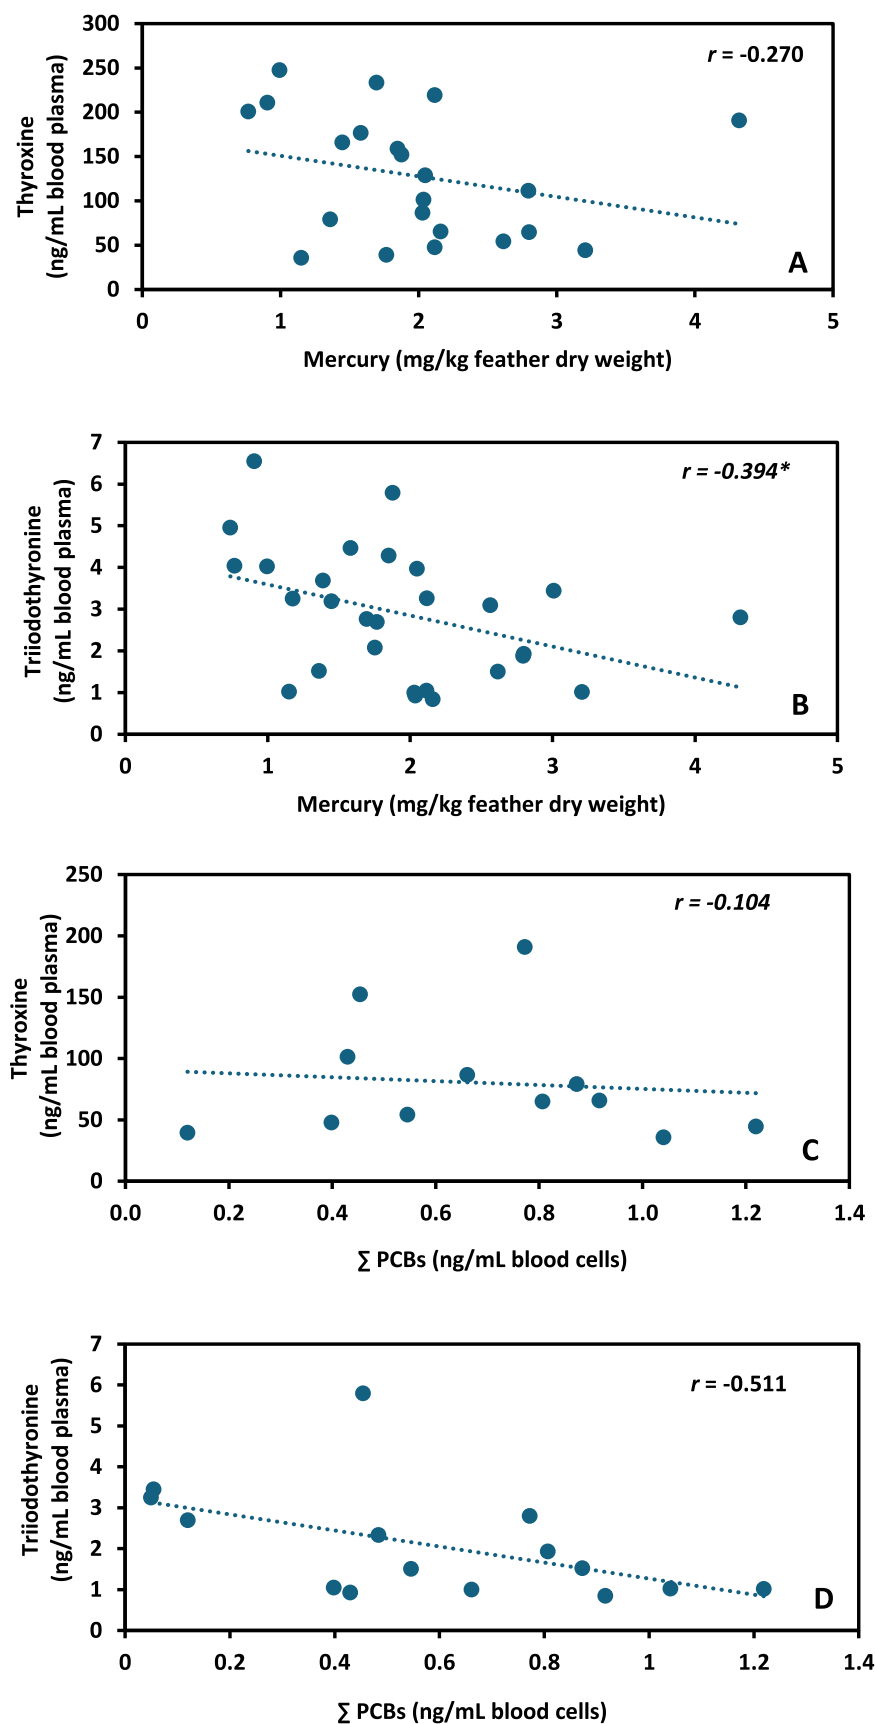 300
250
200
150
100
50
0
Thyroxine
(ng/mL blood plasma)
r = -0.270
A
0 1 2 3 4 5
Mercury (mg/kg feather dry weight)
7
6
5
4
3
2
1
0
Triiodothyronine
(ng/mL blood plasma)
r = -0.394*
B
0 1 2 3 4 5
Mercury (mg/kg feather dry weight)
250
200
150
100
50
0
Thyroxine
(ng/mL blood plasma)
r = -0.104
C
0.0 0.2 0.4 0.6 0.8 1.0 1.2 1.4
∑ PCBs (ng/mL blood cells)
7
6
5
4
3
2
1
0
Triiodothyronine
(ng/mL blood plasma)
r = -0.511
D
0 0.2 0.4 0.6 0.8 1 1.2 1.4
∑ PCBs (ng/mL blood cells)